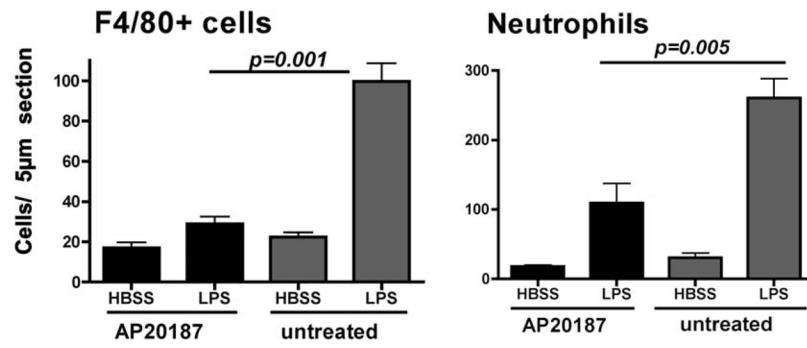 F4/80+ cells
p=0.001
Cells/ 5µm section
100
80
60
40
20
0
HBSS LPS HBSS LPS
AP20187 untreated
Neutrophils
p=0.005
300
200
100
0
HBSS LPS HBSS LPS
AP20187 untreated